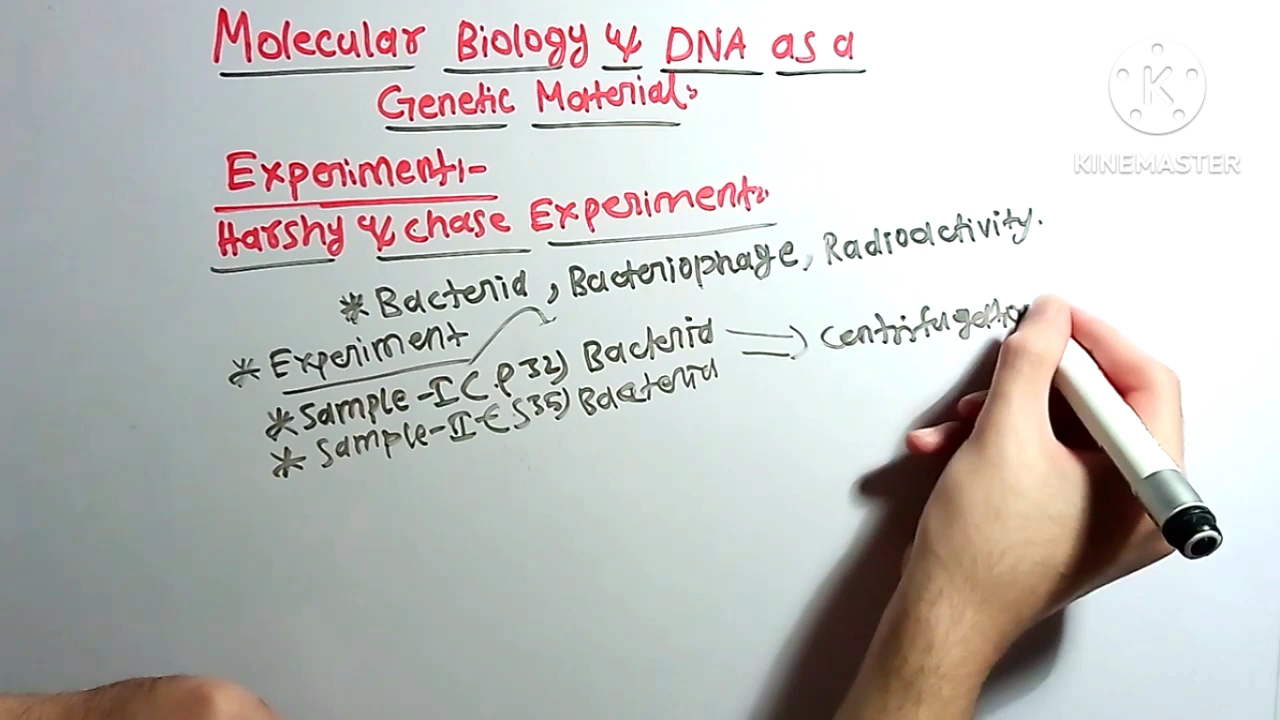 Molecular Biology & DNA as a
Genetic Material:
Experiment:-
Harshy & chase Experiment:
* Bacteria, Bacteriophage, Radioactivity.
* Experiment
* Sample-I (P32) Bacteria => Centrifugation
* Sample-II (S35) Bacteria
K
KINEMASTER